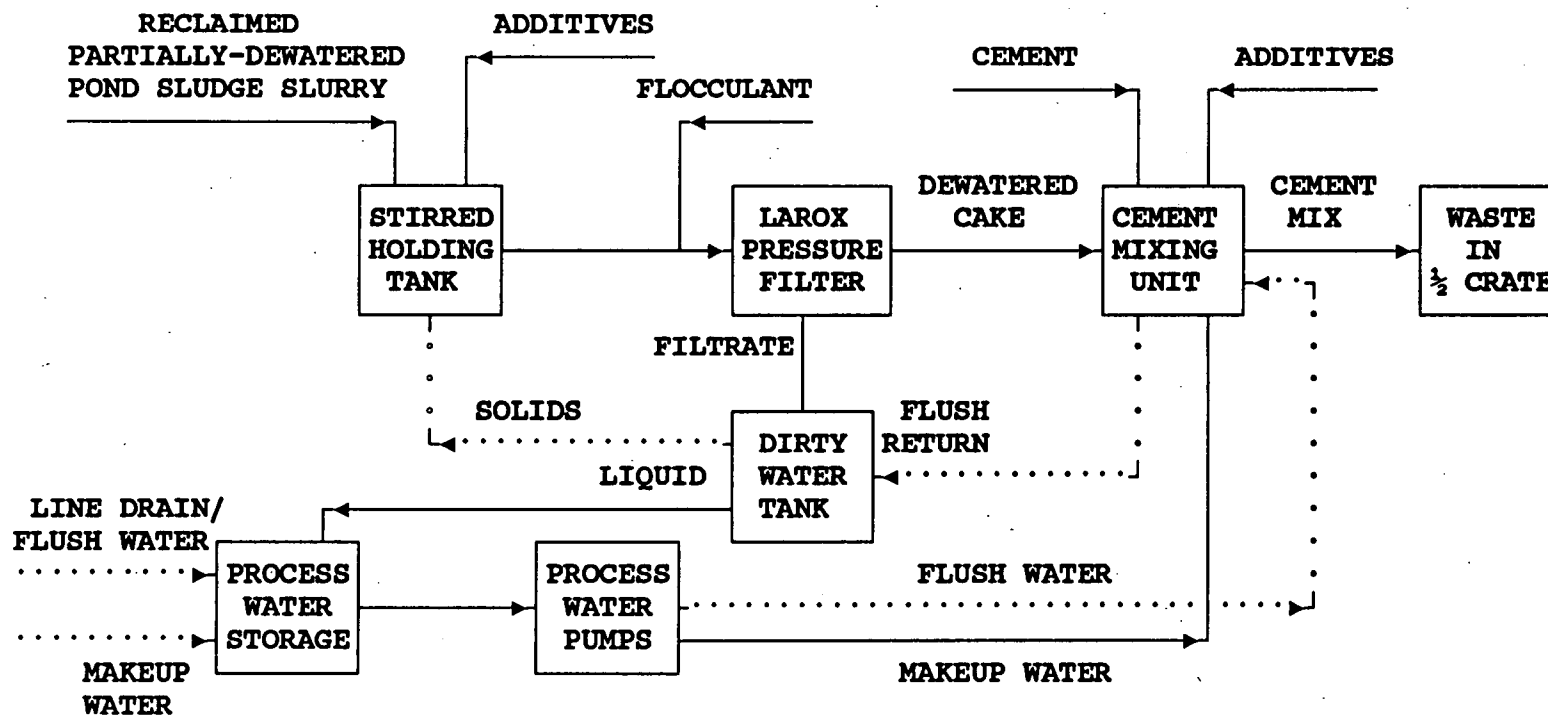 RECLAIMED
PARTIALLY-DEWATERED
POND SLUDGE SLURRY
ADDITIVES
FLOCCULANT
CEMENT
ADDITIVES
STIRRED
HOLDING
TANK
LAROX
PRESSURE
FILTER
DEWATERED
CAKE
CEMENT
MIXING
UNIT
CEMENT
MIX
WASTE
IN
½ CRATE
FILTRATE
SOLIDS
DIRTY
WATER
TANK
FLUSH
RETURN
LIQUID
LINE DRAIN/
FLUSH WATER
PROCESS
WATER
STORAGE
PROCESS
WATER
PUMPS
FLUSH WATER
MAKEUP WATER
MAKEUP
WATER